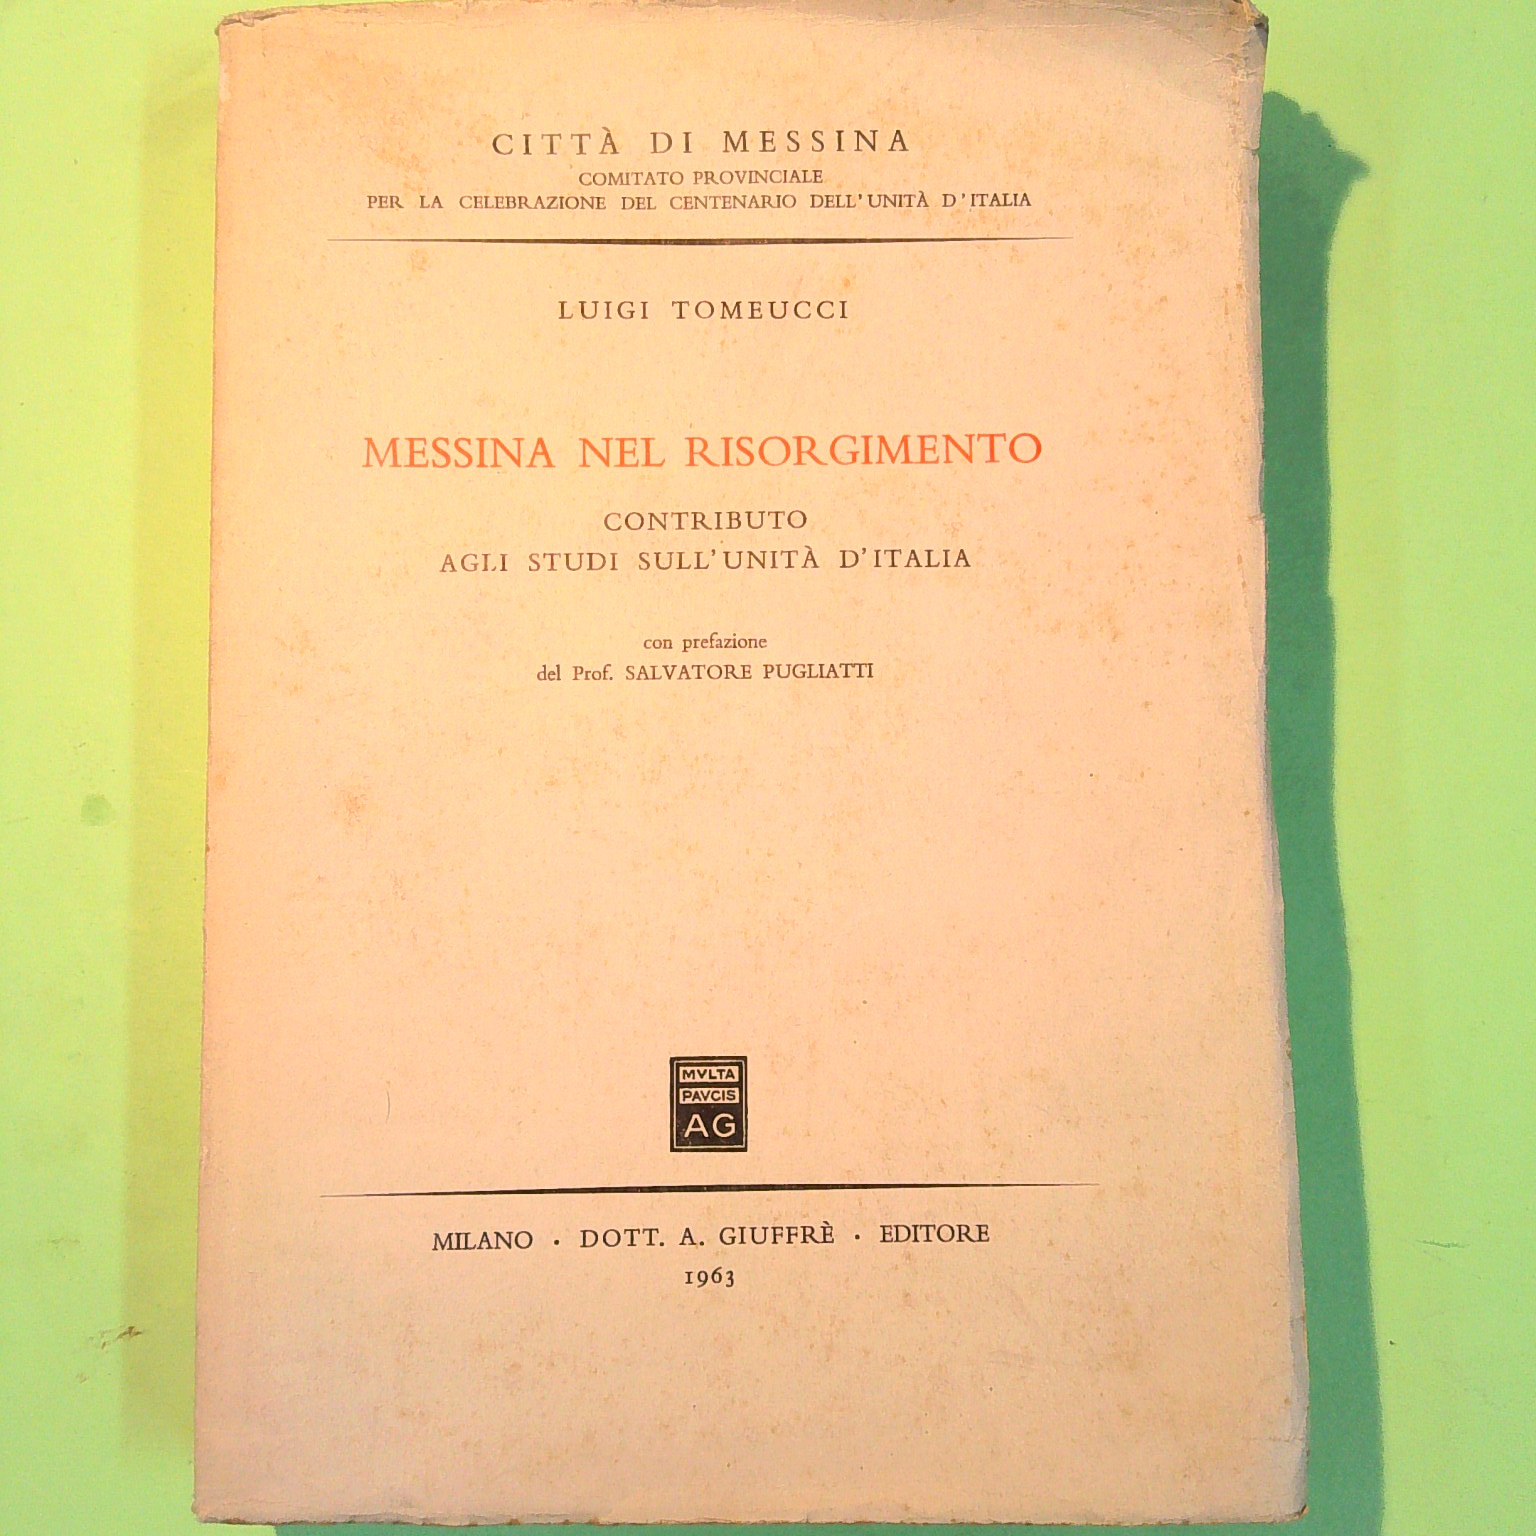 CITTÀ DI MESSINA
COMITATO PROVINCIALE
PER LA CELEBRAZIONE DEL CENTENARIO DELL'UNITÀ D'ITALIA
LUIGI TOMEUCCI
MESSINA NEL RISORGIMENTO
CONTRIBUTO
AGLI STUDI SULL'UNITÀ D'ITALIA
con prefazione
del Prof. SALVATORE PUGLIATTI
MVLTA
PAVCIS
AG
MILANO · DOTT. A. GIUFFRÈ · EDITORE
1963